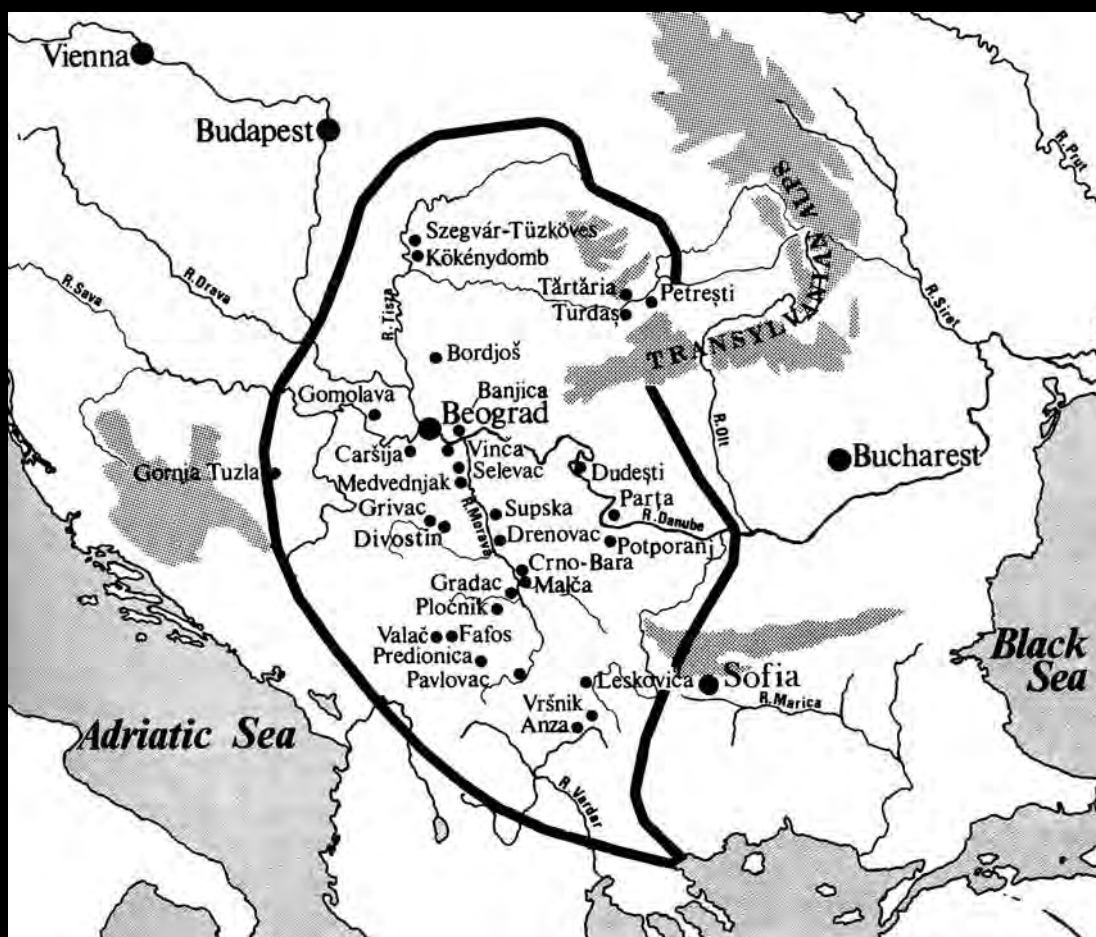 Vienna
Budapest
R. Prut
TRANSYLVANIAN ALPS
R. Siret
R. Drava
R. Sava
R. Tisza
Szegvár-Tüzköves
Kökénydomb
Tărtăria
Petrești
Turdaș
Bordjoš
Banjica
Gomolava
Beograd
R. Olt
Bucharest
Caršija
Vinča
Selevac
Dudești
Gornja Tuzla
Medvednjak
Grivac
Supska
Parța
R. Danube
Divostin
R. Morava
Drenovac
Potporanj
Crno-Bara
Gradac
Malča
Pločnik
Valač
Fafos
Predionica
Pavlovac
Leskovica
Sofia
R. Marica
Black
Sea
Vršnik
Anza
Adriatic Sea
R. Vardar